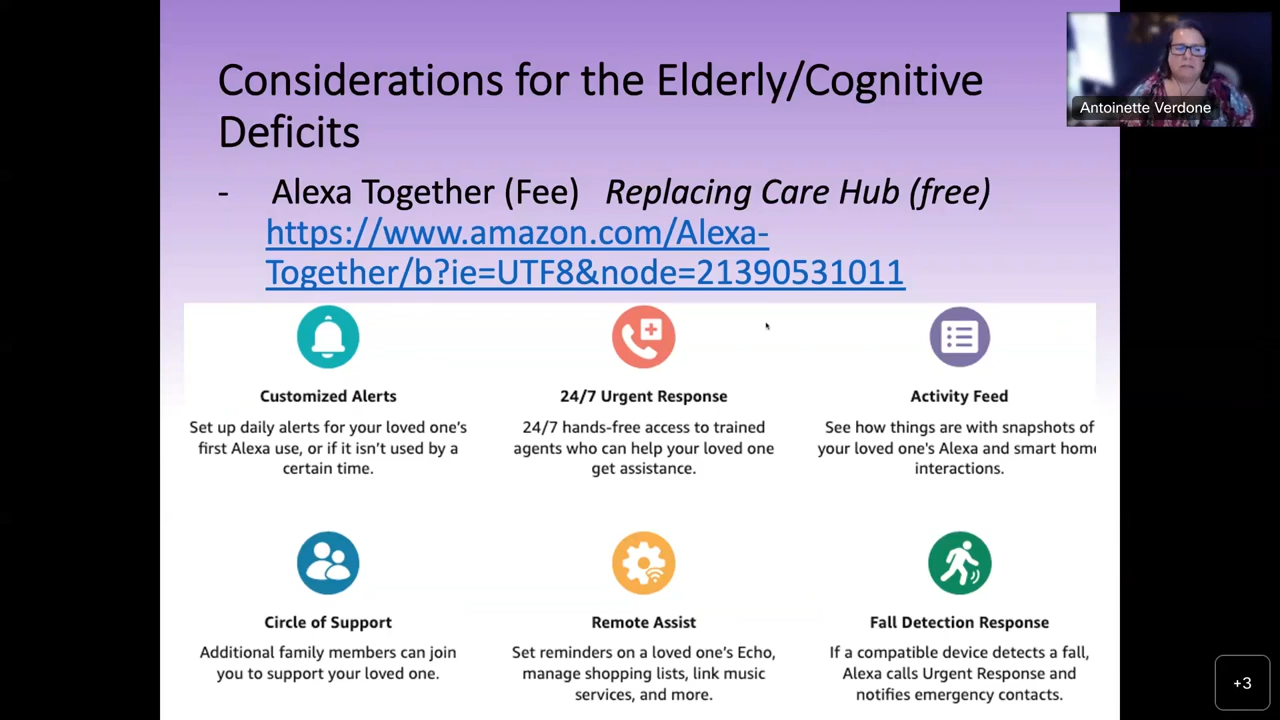 Considerations for the Elderly/Cognitive
Deficits
- Alexa Together (Fee) Replacing Care Hub (free)
https://www.amazon.com/Alexa-
Together/b?ie=UTF8&node=21390531011
Customized Alerts
Set up daily alerts for your loved one's
first Alexa use, or if it isn't used by a
certain time.
24/7 Urgent Response
24/7 hands-free access to trained
agents who can help your loved one
get assistance.
Activity Feed
See how things are with snapshots of
your loved one's Alexa and smart home
interactions.
Circle of Support
Additional family members can join
you to support your loved one.
Remote Assist
Set reminders on a loved one's Echo,
manage shopping lists, link music
services, and more.
Fall Detection Response
If a compatible device detects a fall,
Alexa calls Urgent Response and
notifies emergency contacts.
Antoinette Verdone
+3